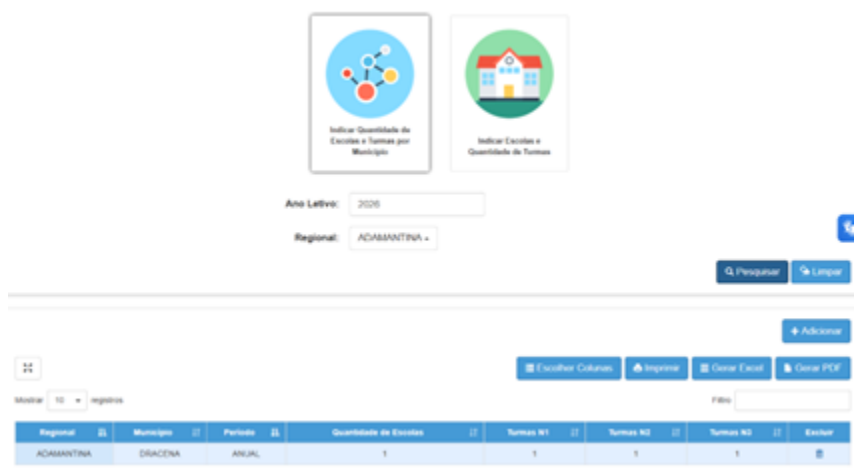 Indicar Quantidade de
Escolas e Turmas por
Município
Indicar Escolas e
Quantidade de Turmas
Ano Letivo: 2026
Regional: ADAMANTINA
Pesquisar Limpar
+ Adicionar
Escolher Colunas Imprimir Gerar Excel Gerar PDF
Mostrar 10 registros Filtro
Regional Município Período Quantidade de Escolas Turmas N1 Turmas N2 Turmas N3 Excluir
ADAMANTINA DRACENA ANUAL 1 1 1 1